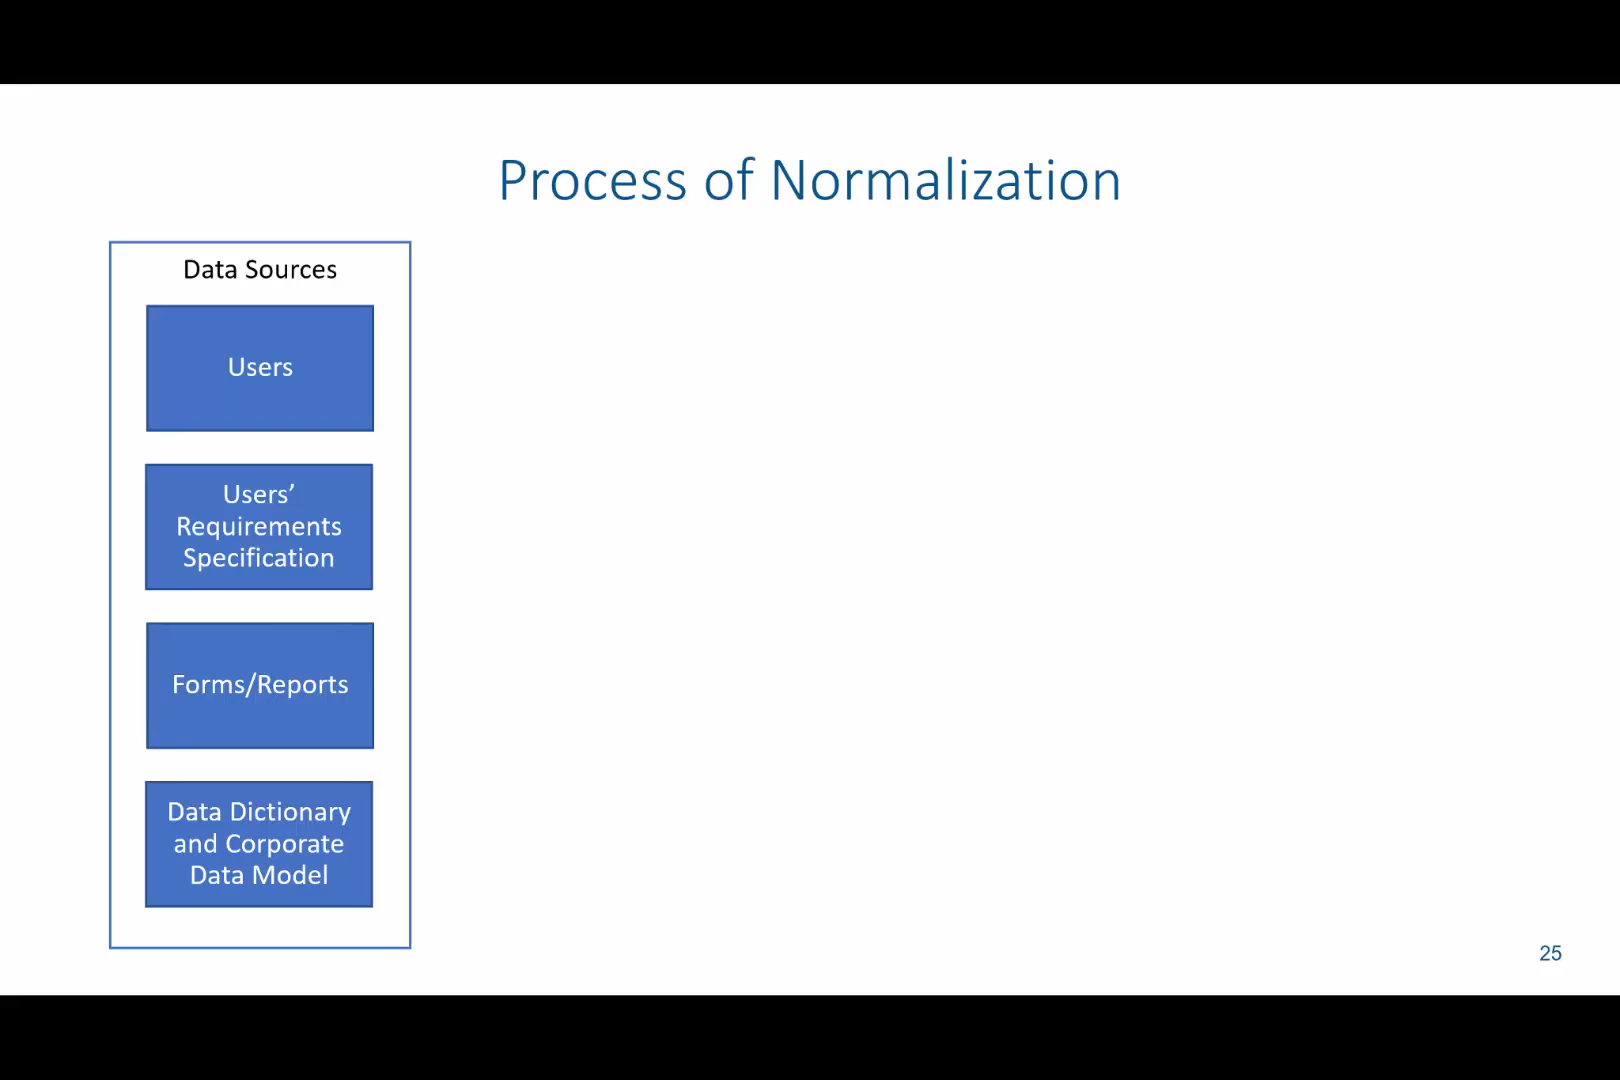 Process of Normalization
Data Sources
Users
Users’
Requirements
Specification
Forms/Reports
Data Dictionary
and Corporate
Data Model
25